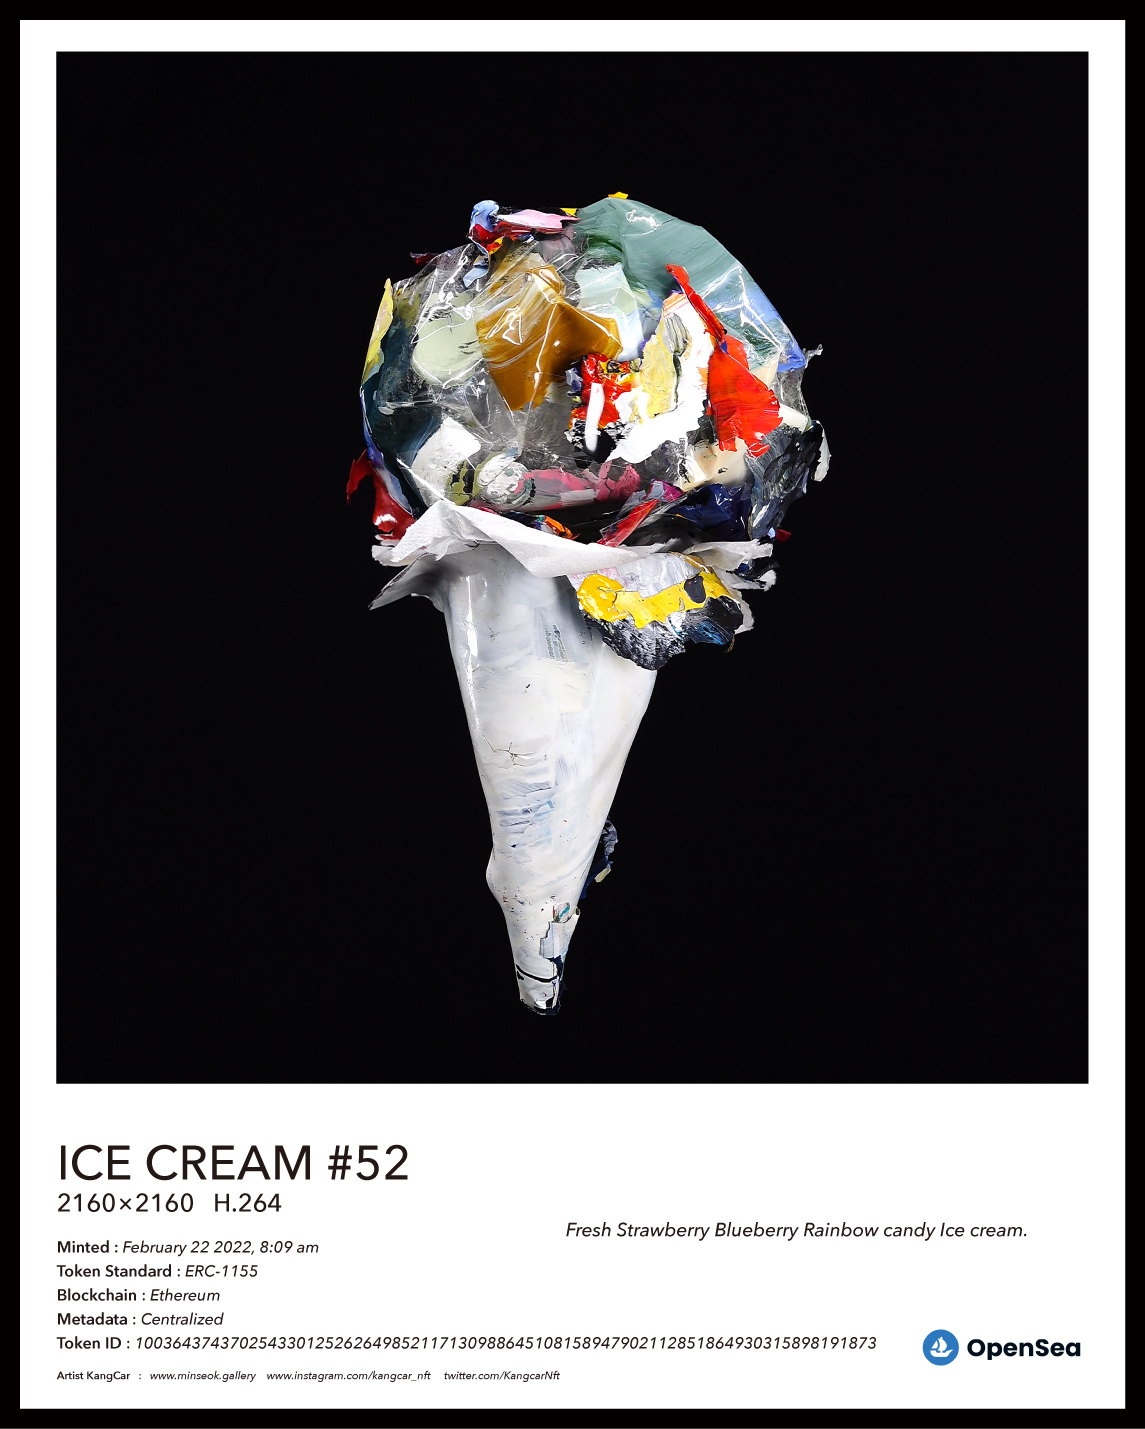 ICE CREAM #52
2160×2160 H.264
Fresh Strawberry Blueberry Rainbow candy Ice cream.
Minted : February 22 2022, 8:09 am
Token Standard : ERC-1155
Blockchain : Ethereum
Metadata : Centralized
Token ID : 100364374370254330125262649852117130988645108158947902112851864930315898191873
OpenSea
Artist KangCar : www.minseok.gallery www.instagram.com/kangcar_nft twitter.com/KangcarNft